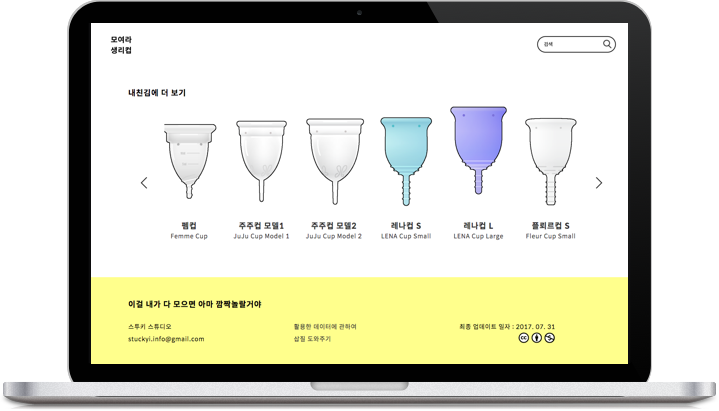 모여라
생리컵
검색
내친김에 더 보기
펨컵
Femme Cup
주주컵 모델1
JuJu Cup Model 1
주주컵 모델2
JuJu Cup Model 2
레나컵 S
LENA Cup Small
레나컵 L
LENA Cup Large
플뢰르컵 S
Fleur Cup Small
이걸 내가 다 모으면 아마 깜짝놀랄거야
스투키 스튜디오
stuckyi.info@gmail.com
활용한 데이터에 관하여
삽질 도와주기
최종 업데이트 일자 : 2017. 07. 31
cc